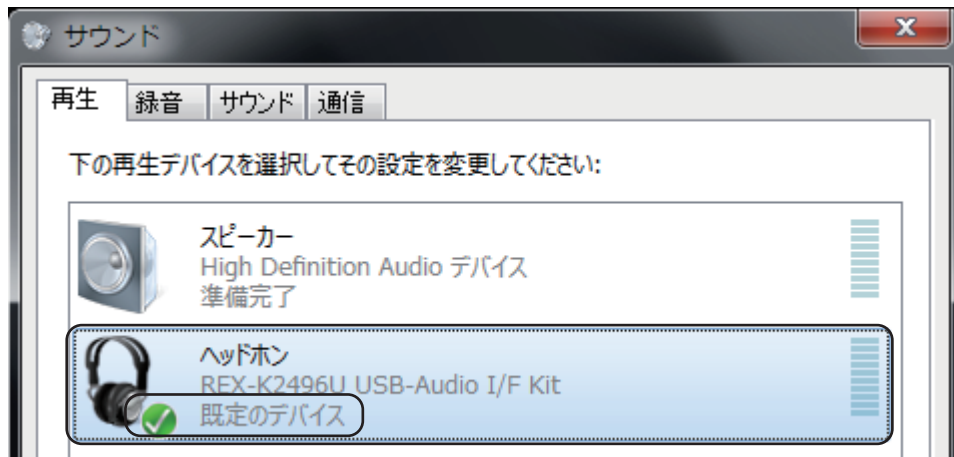 サウンド
再生 録音 サウンド 通信
下の再生デバイスを選択してその設定を変更してください:
スピーカー
High Definition Audio デバイス
準備完了
ヘッドホン
REX-K2496U USB-Audio I/F Kit
既定のデバイス